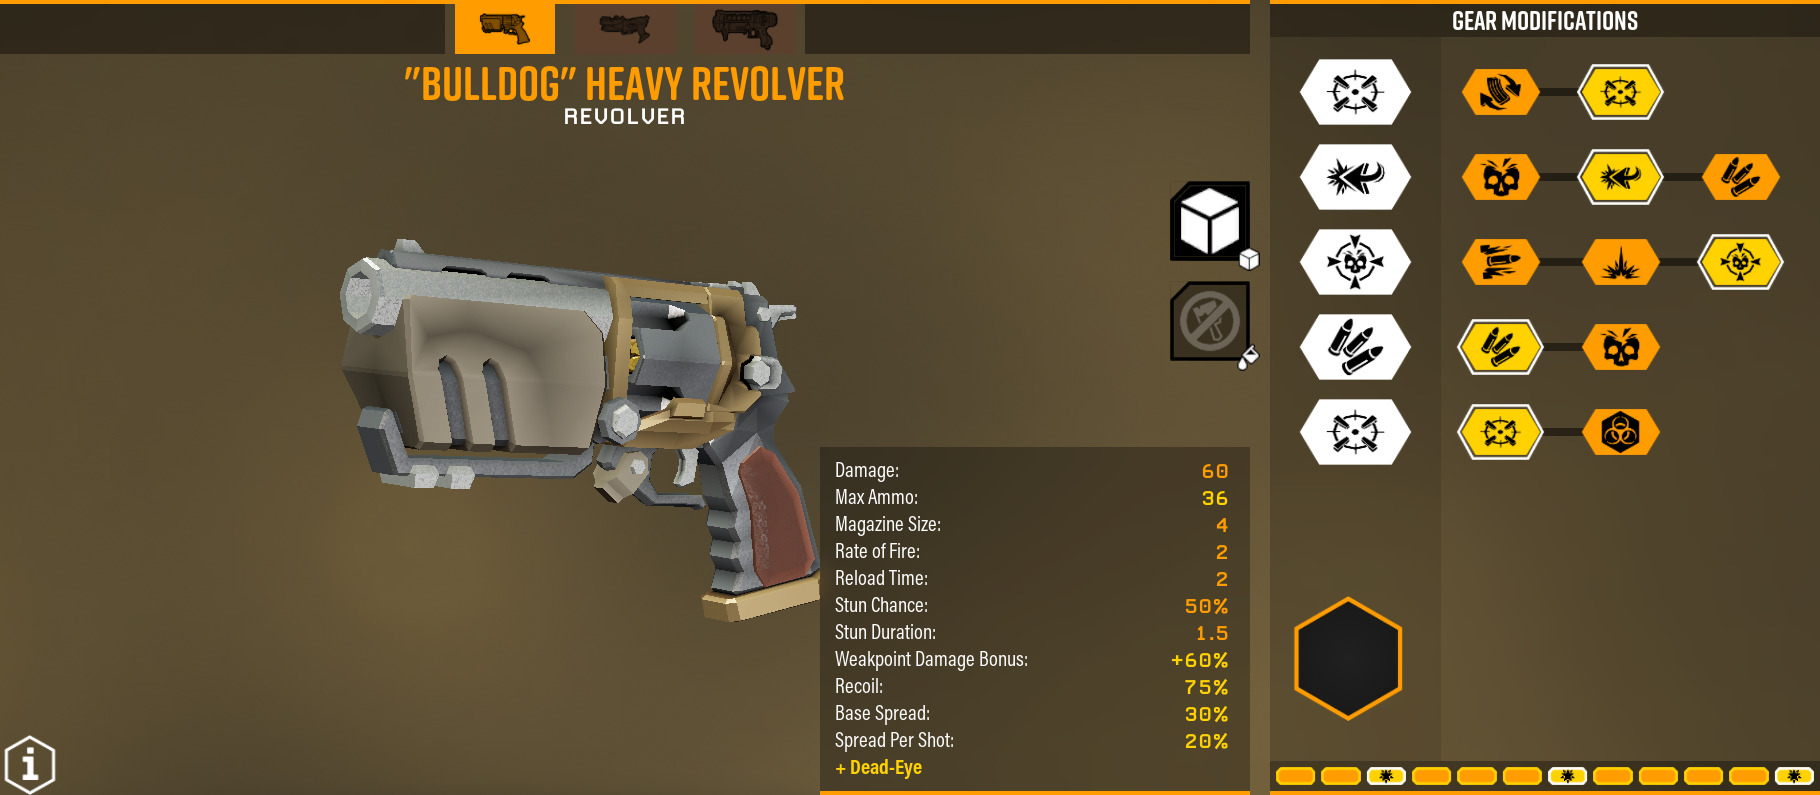 "BULLDOG" HEAVY REVOLVER
REVOLVER
GEAR MODIFICATIONS
Damage: 60
Max Ammo: 36
Magazine Size: 4
Rate of Fire: 2
Reload Time: 2
Stun Chance: 50%
Stun Duration: 1.5
Weakpoint Damage Bonus: +60%
Recoil: 75%
Base Spread: 30%
Spread Per Shot: 20%
+ Dead-Eye